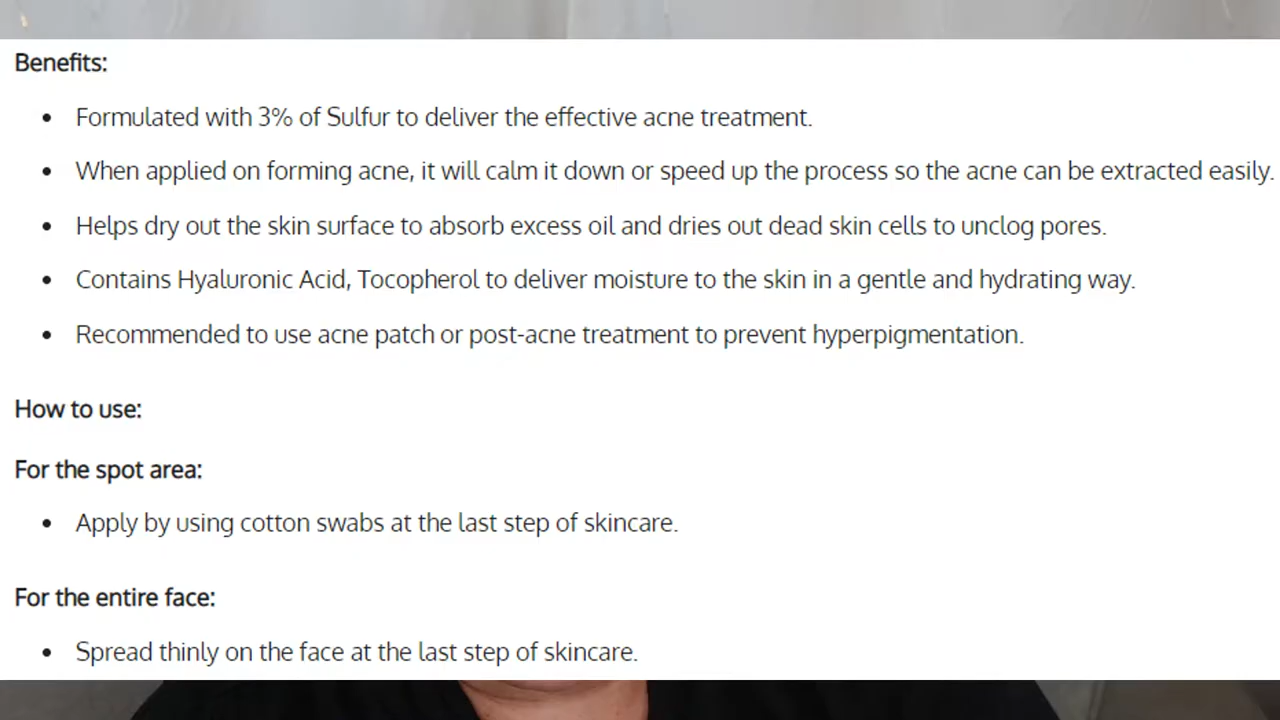 Benefits:
• Formulated with 3% of Sulfur to deliver the effective acne treatment.
• When applied on forming acne, it will calm it down or speed up the process so the acne can be extracted easily.
• Helps dry out the skin surface to absorb excess oil and dries out dead skin cells to unclog pores.
• Contains Hyaluronic Acid, Tocopherol to deliver moisture to the skin in a gentle and hydrating way.
• Recommended to use acne patch or post-acne treatment to prevent hyperpigmentation.
How to use:
For the spot area:
• Apply by using cotton swabs at the last step of skincare.
For the entire face:
• Spread thinly on the face at the last step of skincare.